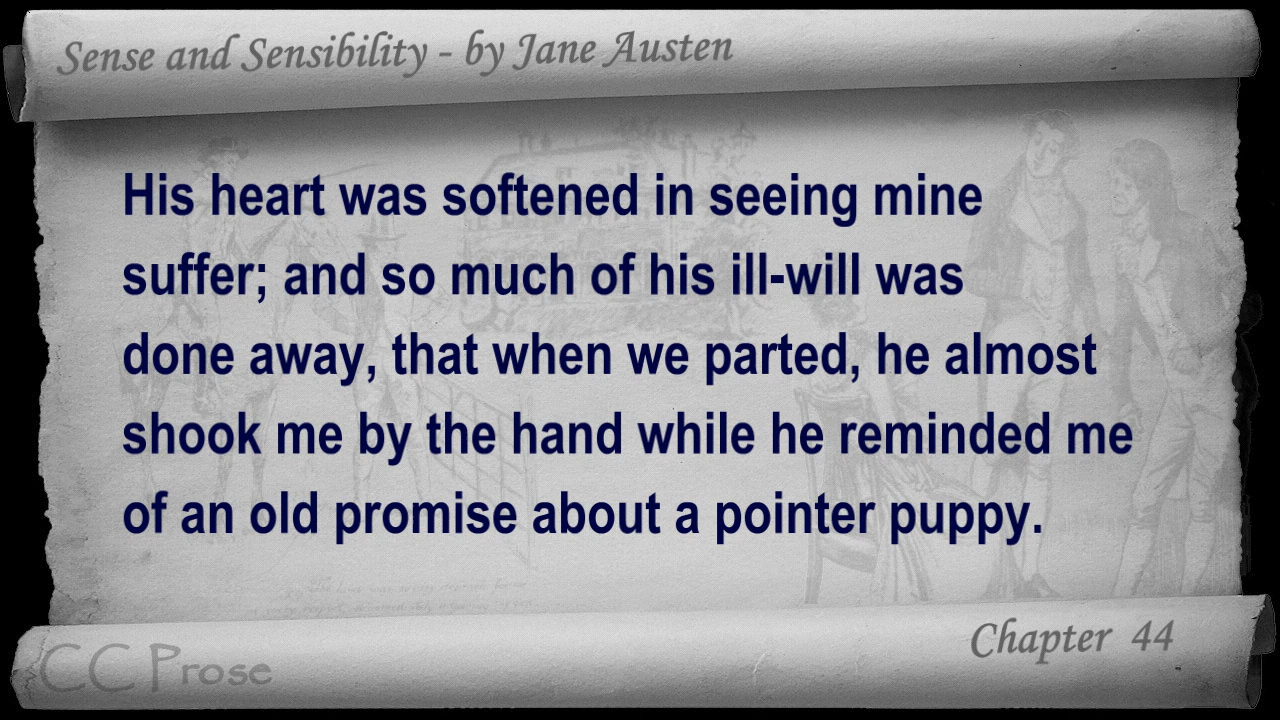 Sense and Sensibility - by Jane Austen
His heart was softened in seeing mine
suffer; and so much of his ill-will was
done away, that when we parted, he almost
shook me by the hand while he reminded me
of an old promise about a pointer puppy.
Chapter 44
CC Prose